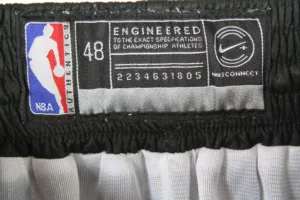 NBA
AUTHENTICS
48
ENGINEERED
TO THE EXACT SPECIFICATIONS
OF CHAMPIONSHIP ATHLETES
2234631805
NIKECONNECT